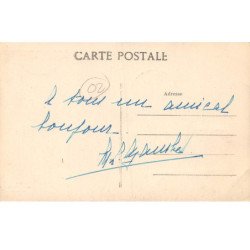 CARTE POSTALE
02
Adresse
à tous un amical
bonjour